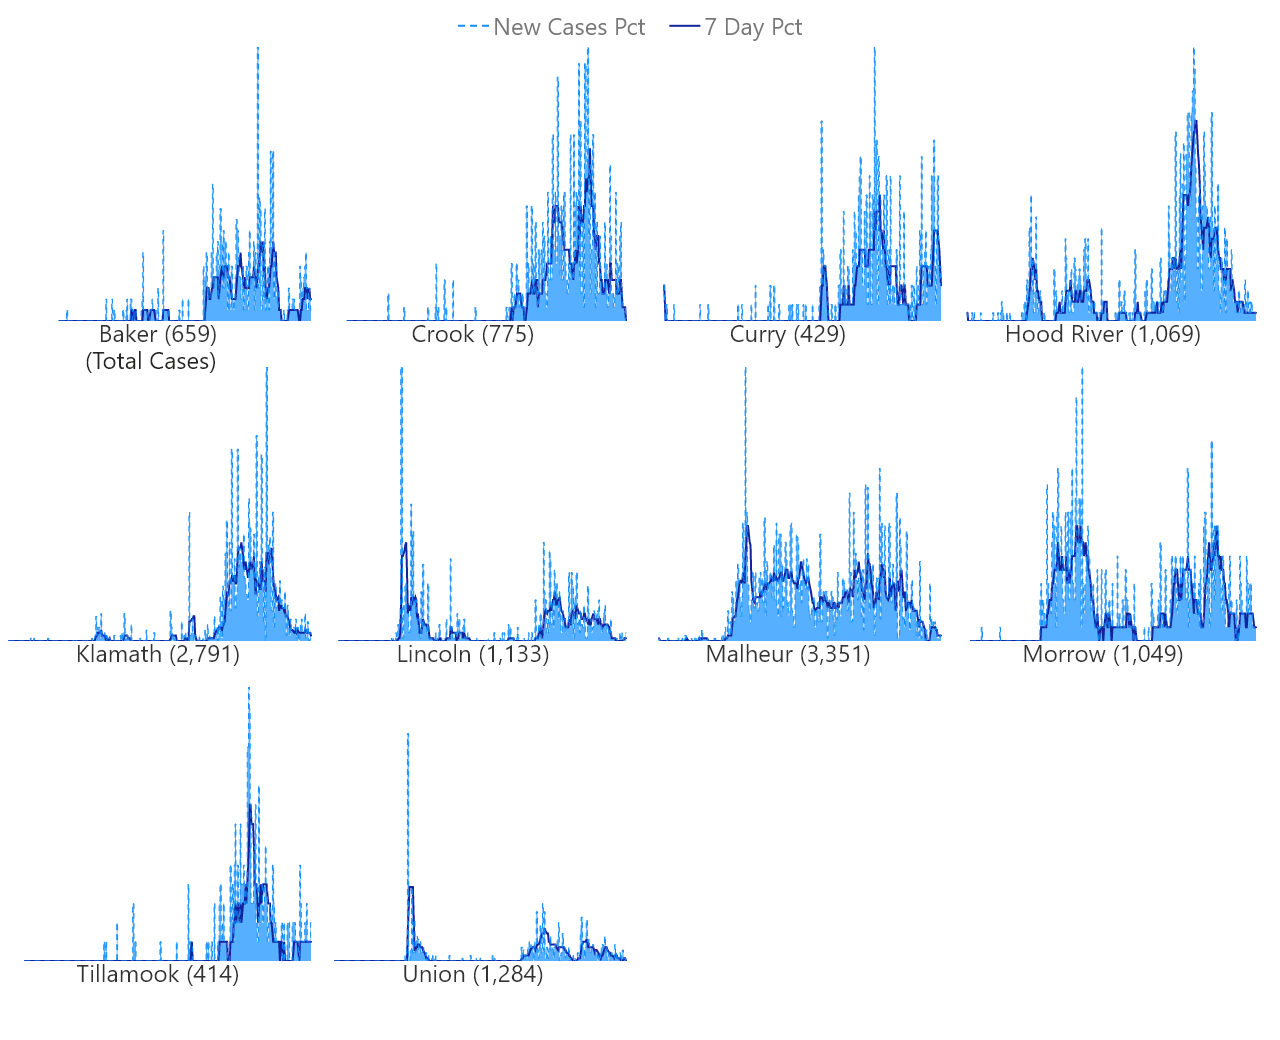 New Cases Pct 7 Day Pct
Baker (659)
(Total Cases)
Crook (775)
Curry (429)
Hood River (1,069)
Klamath (2,791)
Lincoln (1,133)
Malheur (3,351)
Morrow (1,049)
Tillamook (414)
Union (1,284)